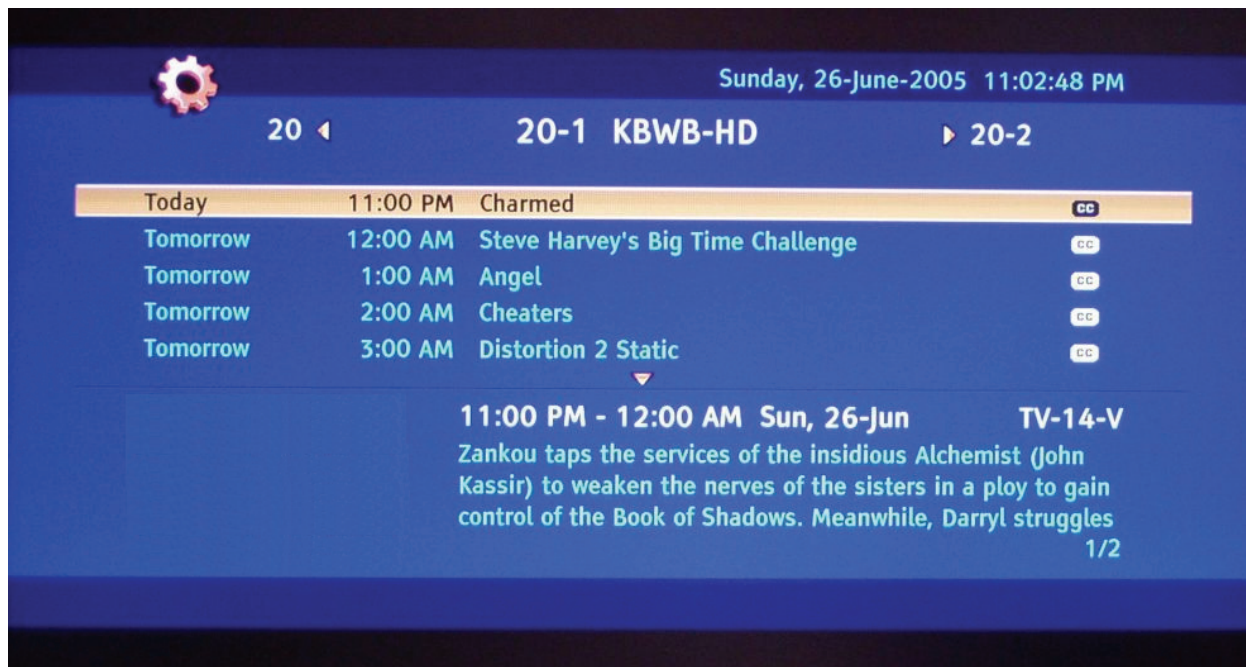 Sunday, 26-June-2005 11:02:48 PM
20 20-1 KBWB-HD 20-2
Today 11:00 PM Charmed CC
Tomorrow 12:00 AM Steve Harvey's Big Time Challenge CC
Tomorrow 1:00 AM Angel CC
Tomorrow 2:00 AM Cheaters CC
Tomorrow 3:00 AM Distortion 2 Static CC
11:00 PM - 12:00 AM Sun, 26-Jun TV-14-V
Zankou taps the services of the insidious Alchemist (John
Kassir) to weaken the nerves of the sisters in a ploy to gain
control of the Book of Shadows. Meanwhile, Darryl struggles
1/2